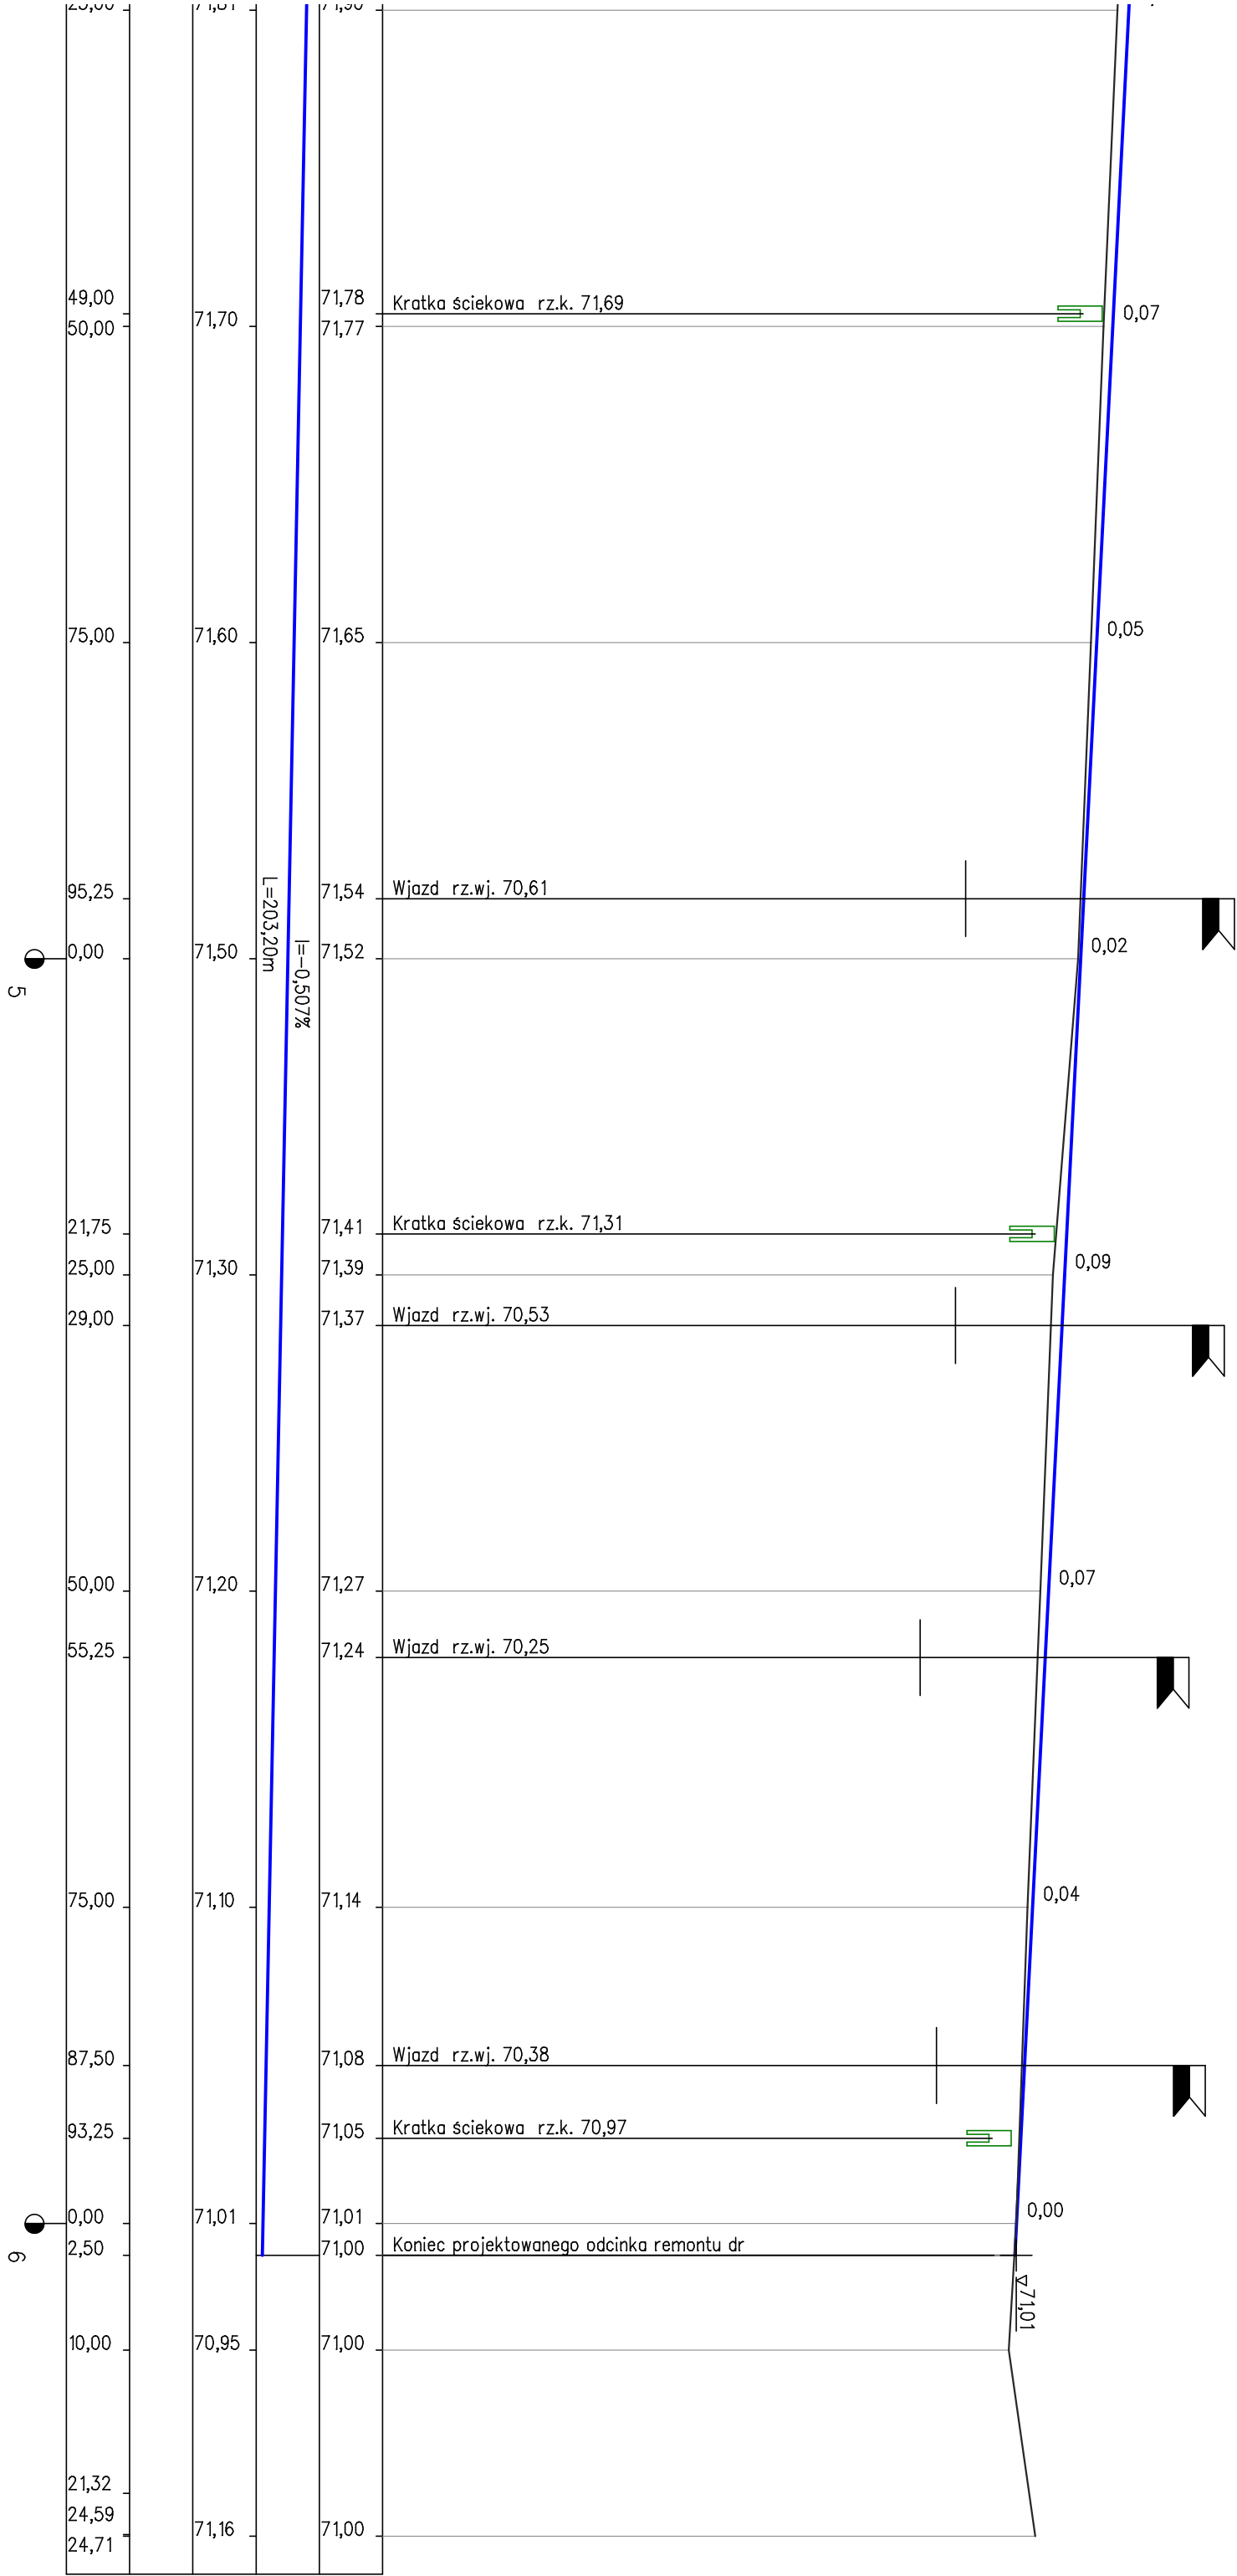 49,00 71,78 Kratka ściekowa rz.k. 71,69
0,07
50,00 71,70 71,77
75,00 71,60 71,65 0,05
95,25 71,54 Wjazd rz.wj. 70,61
0,00 71,50 71,52 0,02
5
L=203,20m
I=-0,507%
21,75 71,41 Kratka ściekowa rz.k. 71,31
25,00 71,30 71,39 0,09
29,00 71,37 Wjazd rz.wj. 70,53
50,00 71,20 71,27 0,07
55,25 71,24 Wjazd rz.wj. 70,25
75,00 71,10 71,14 0,04
87,50 71,08 Wjazd rz.wj. 70,38
93,25 71,05 Kratka ściekowa rz.k. 70,97
0,00 71,01 71,01 0,00
6
2,50 71,00 Koniec projektowanego odcinka remontu dr
71,01
10,00 70,95 71,00
21,32
24,59
24,71 71,16 71,00